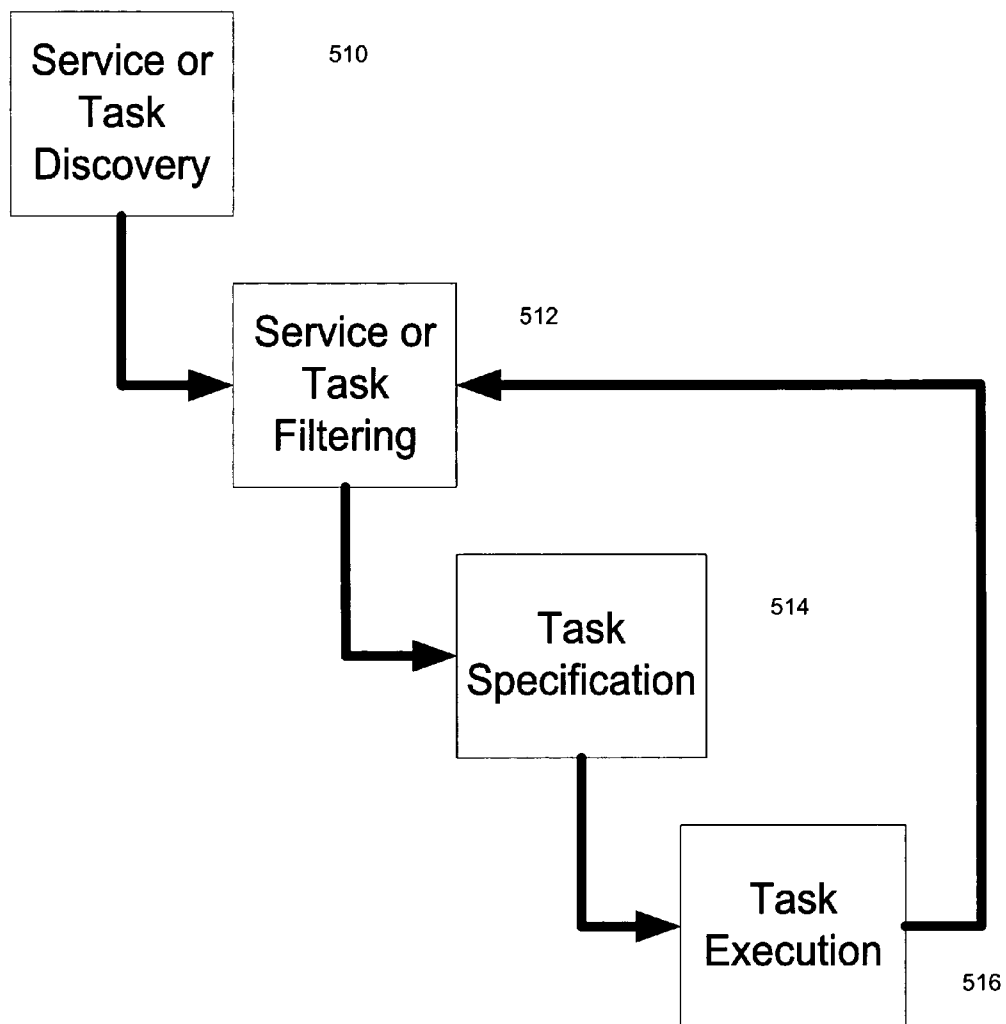 Service or
Task
Discovery
510
Service or
Task
Filtering
512
Task
Specification
514
Task
Execution
516